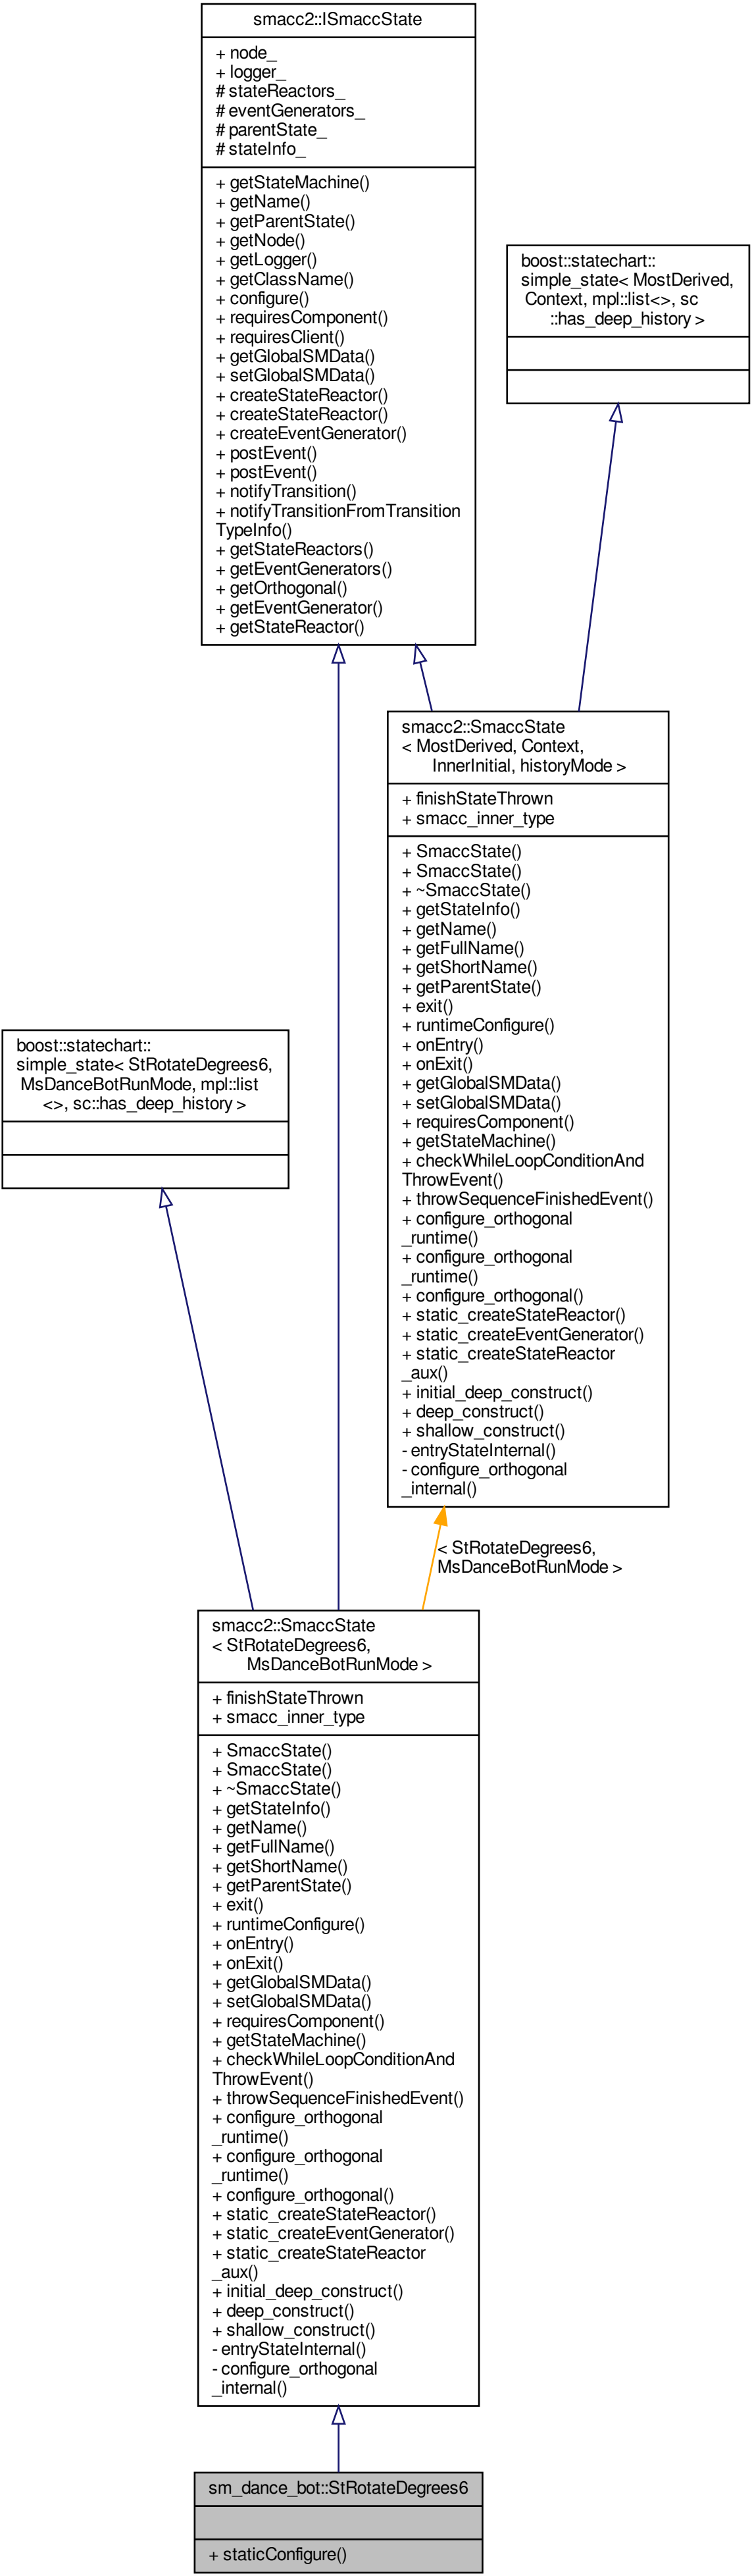 smacc2::ISmaccState
+ node_
+ logger_
# stateReactors_
# eventGenerators_
# parentState_
# stateInfo_
+ getStateMachine()
+ getName()
+ getParentState()
+ getNode()
+ getLogger()
+ getClassName()
+ configure()
+ requiresComponent()
+ requiresClient()
+ getGlobalSMData()
+ setGlobalSMData()
+ createStateReactor()
+ createStateReactor()
+ createEventGenerator()
+ postEvent()
+ postEvent()
+ notifyTransition()
+ notifyTransitionFromTransition
TypeInfo()
+ getStateReactors()
+ getEventGenerators()
+ getOrthogonal()
+ getEventGenerator()
+ getStateReactor()
boost::statechart::
simple_state< MostDerived,
Context, mpl::list<>, sc
::has_deep_history >
smacc2::SmaccState
< MostDerived, Context,
InnerInitial, historyMode >
+ finishStateThrown
+ smacc_inner_type
+ SmaccState()
+ SmaccState()
+ ~SmaccState()
+ getStateInfo()
+ getName()
+ getFullName()
+ getShortName()
+ getParentState()
+ exit()
+ runtimeConfigure()
+ onEntry()
+ onExit()
+ getGlobalSMData()
+ setGlobalSMData()
+ requiresComponent()
+ getStateMachine()
+ checkWhileLoopConditionAnd
ThrowEvent()
+ throwSequenceFinishedEvent()
+ configure_orthogonal
_runtime()
+ configure_orthogonal
_runtime()
+ configure_orthogonal()
+ static_createStateReactor()
+ static_createEventGenerator()
+ static_createStateReactor
_aux()
+ initial_deep_construct()
+ deep_construct()
+ shallow_construct()
- entryStateInternal()
- configure_orthogonal
_internal()
boost::statechart::
simple_state< StRotateDegrees6,
MsDanceBotRunMode, mpl::list
<>, sc::has_deep_history >
< StRotateDegrees6,
MsDanceBotRunMode >
smacc2::SmaccState
< StRotateDegrees6,
MsDanceBotRunMode >
+ finishStateThrown
+ smacc_inner_type
+ SmaccState()
+ SmaccState()
+ ~SmaccState()
+ getStateInfo()
+ getName()
+ getFullName()
+ getShortName()
+ getParentState()
+ exit()
+ runtimeConfigure()
+ onEntry()
+ onExit()
+ getGlobalSMData()
+ setGlobalSMData()
+ requiresComponent()
+ getStateMachine()
+ checkWhileLoopConditionAnd
ThrowEvent()
+ throwSequenceFinishedEvent()
+ configure_orthogonal
_runtime()
+ configure_orthogonal
_runtime()
+ configure_orthogonal()
+ static_createStateReactor()
+ static_createEventGenerator()
+ static_createStateReactor
_aux()
+ initial_deep_construct()
+ deep_construct()
+ shallow_construct()
- entryStateInternal()
- configure_orthogonal
_internal()
sm_dance_bot::StRotateDegrees6
+ staticConfigure()